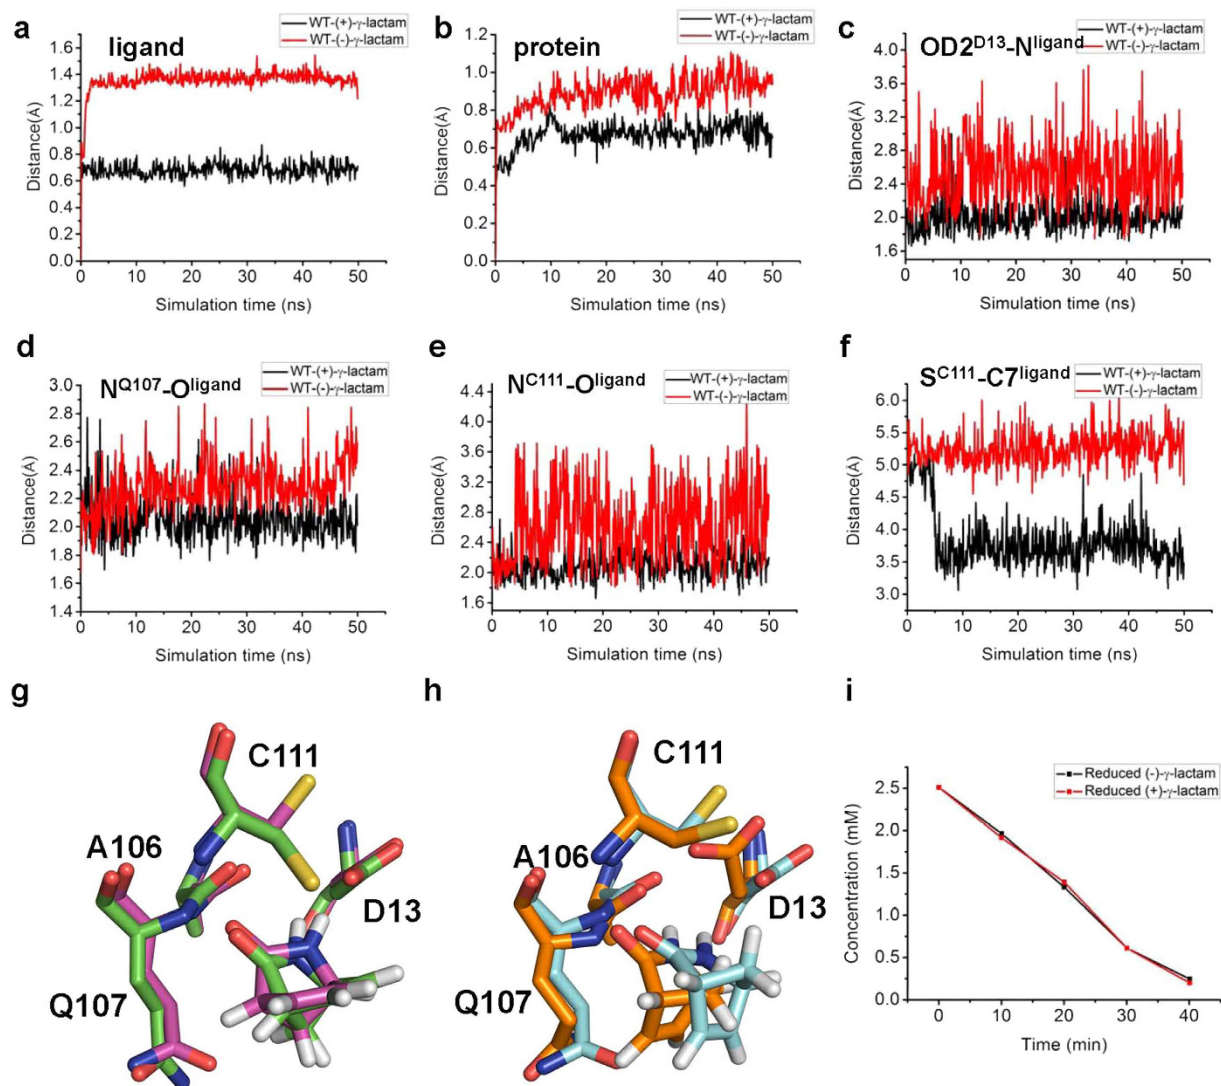 a
ligand
WT-(+)-γ-lactam
WT-(-)-γ-lactam
Distance(Å)
1.6
1.4
1.2
1.0
0.8
0.6
0.4
0.2
0.0
0 10 20 30 40 50
Simulation time (ns)
b
protein
WT-(+)-γ-lactam
WT-(-)-γ-lactam
Distance(Å)
1.2
1.0
0.8
0.6
0.4
0.2
0.0
0 10 20 30 40 50
Simulation time (ns)
c
OD2^D13-N^ligand
WT-(+)-γ-lactam
WT-(-)-γ-lactam
Distance(Å)
4.0
3.6
3.2
2.8
2.4
2.0
1.6
0 10 20 30 40 50
Simulation time (ns)
d
N^Q107-O^ligand
WT-(+)-γ-lactam
WT-(-)-γ-lactam
Distance(Å)
3.0
2.8
2.6
2.4
2.2
2.0
1.8
1.6
1.4
0 10 20 30 40 50
Simulation time (ns)
e
N^C111-O^ligand
WT-(+)-γ-lactam
WT-(-)-γ-lactam
Distance(Å)
4.4
4.0
3.6
3.2
2.8
2.4
2.0
1.6
0 10 20 30 40 50
Simulation time (ns)
f
S^C111-C7^ligand
WT-(+)-γ-lactam
WT-(-)-γ-lactam
Distance(Å)
6.0
5.5
5.0
4.5
4.0
3.5
3.0
0 10 20 30 40 50
Simulation time (ns)
g
C111
A106
D13
Q107
h
C111
A106
D13
Q107
i
Reduced (-)-γ-lactam
Reduced (+)-γ-lactam
Concentration (mM)
2.5
2.0
1.5
1.0
0.5
0.0
0 10 20 30 40
Time (min)